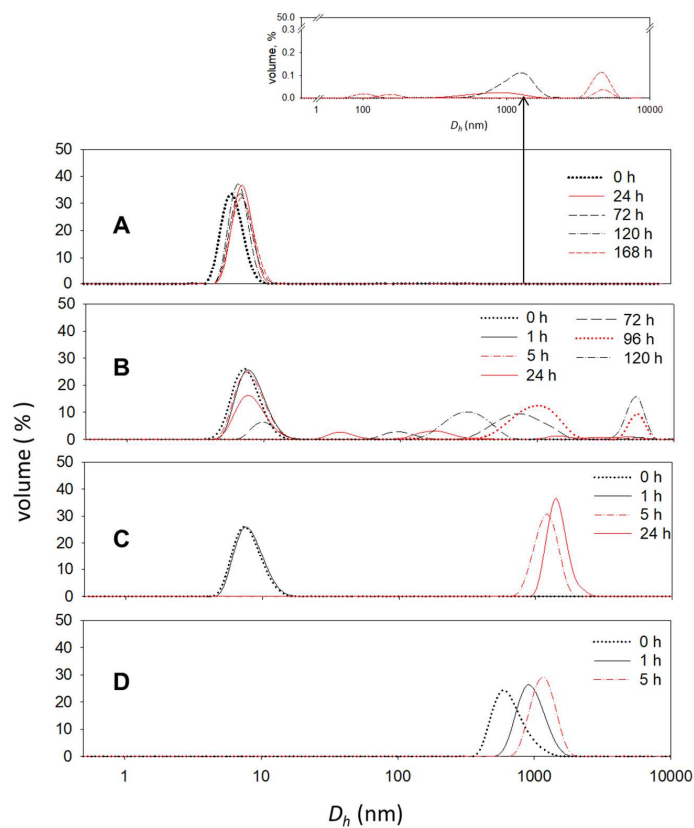 50.0
0.3
0.2
0.1
0.0
volume, %
1 100 1000 10000
Dh (nm)
50
40
30
20
10
0
A
0 h
24 h
72 h
120 h
168 h
50
40
30
20
10
0
B
0 h
1 h
5 h
24 h
72 h
96 h
120 h
50
40
30
20
10
0
C
0 h
1 h
5 h
24 h
50
40
30
20
10
0
D
0 h
1 h
5 h
volume ( % )
1 10 100 1000 10000
Dh (nm)